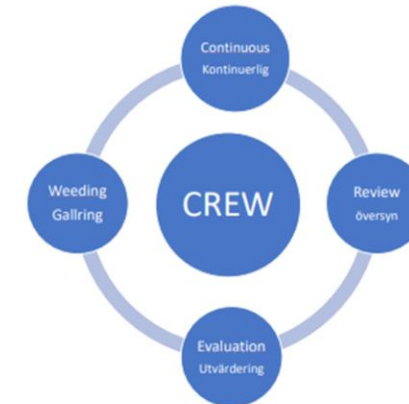 Continuous
Kontinuerlig
Weeding
Gallring
CREW
Review
översyn
Evaluation
Utvärdering